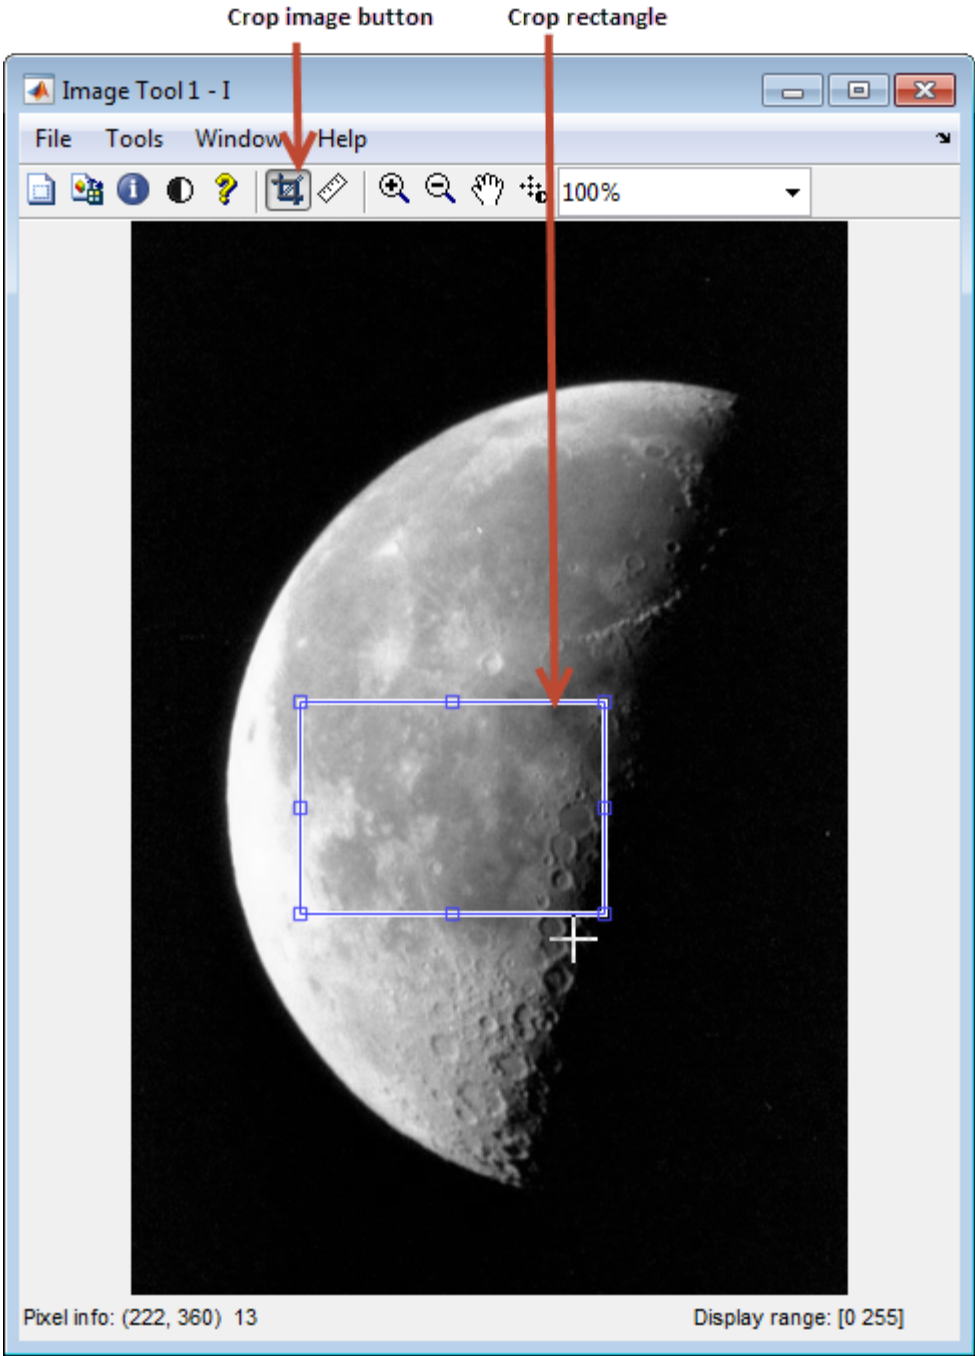 Crop image button Crop rectangle
Image Tool 1 - I
File Tools Window Help
100%
Pixel info: (222, 360) 13 Display range: [0 255]